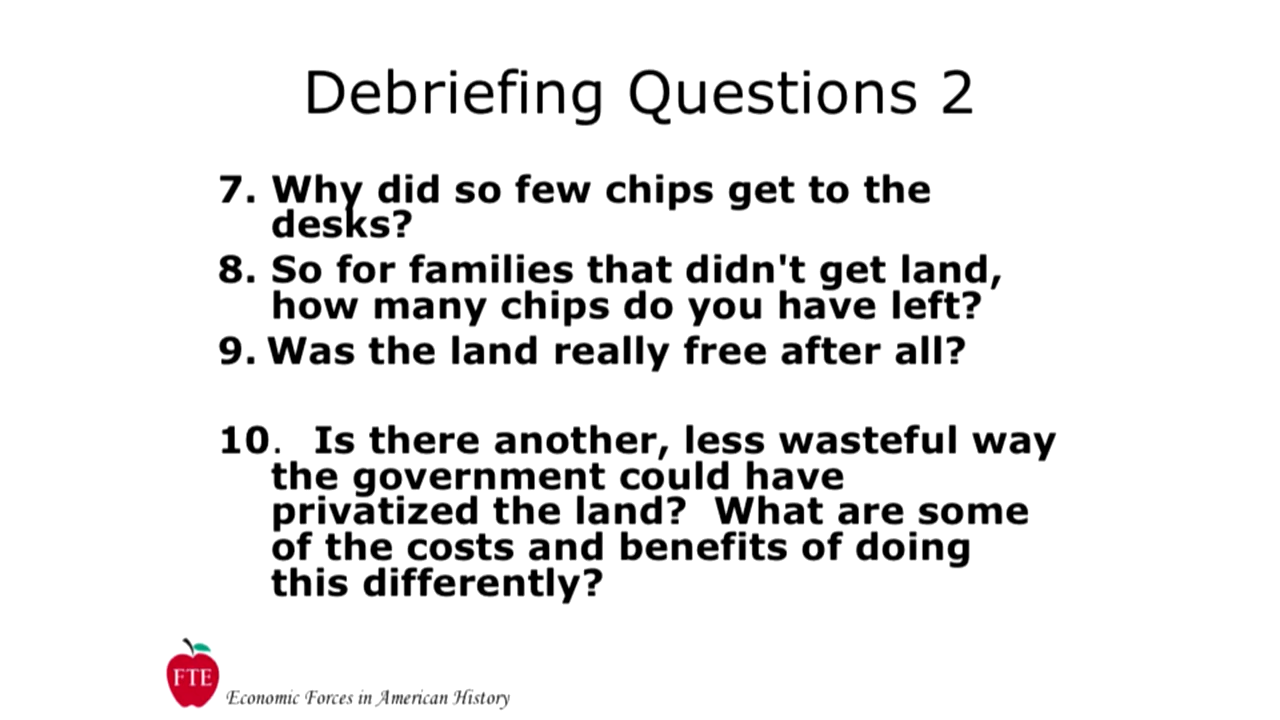 Debriefing Questions 2
7. Why did so few chips get to the
desks?
8. So for families that didn't get land,
how many chips do you have left?
9. Was the land really free after all?
10. Is there another, less wasteful way
the government could have
privatized the land? What are some
of the costs and benefits of doing
this differently?
FTE
Economic Forces in American History